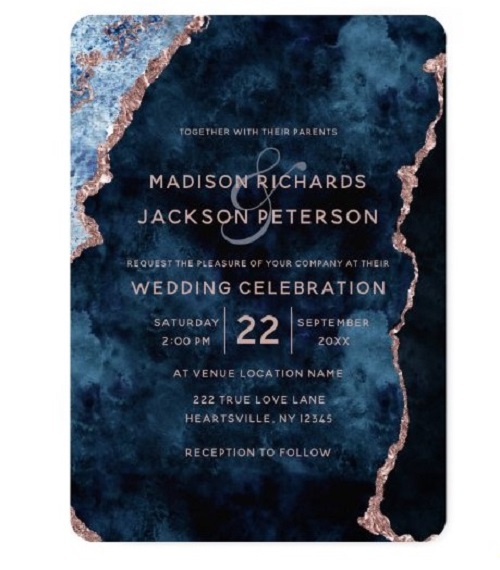 TOGETHER WITH THEIR PARENTS
MADISON RICHARDS
&
JACKSON PETERSON
REQUEST THE PLEASURE OF YOUR COMPANY AT THEIR
WEDDING CELEBRATION
SATURDAY
2:00 PM
22
SEPTEMBER
20XX
AT VENUE LOCATION NAME
222 TRUE LOVE LANE
HEARTSVILLE, NY 12345
RECEPTION TO FOLLOW